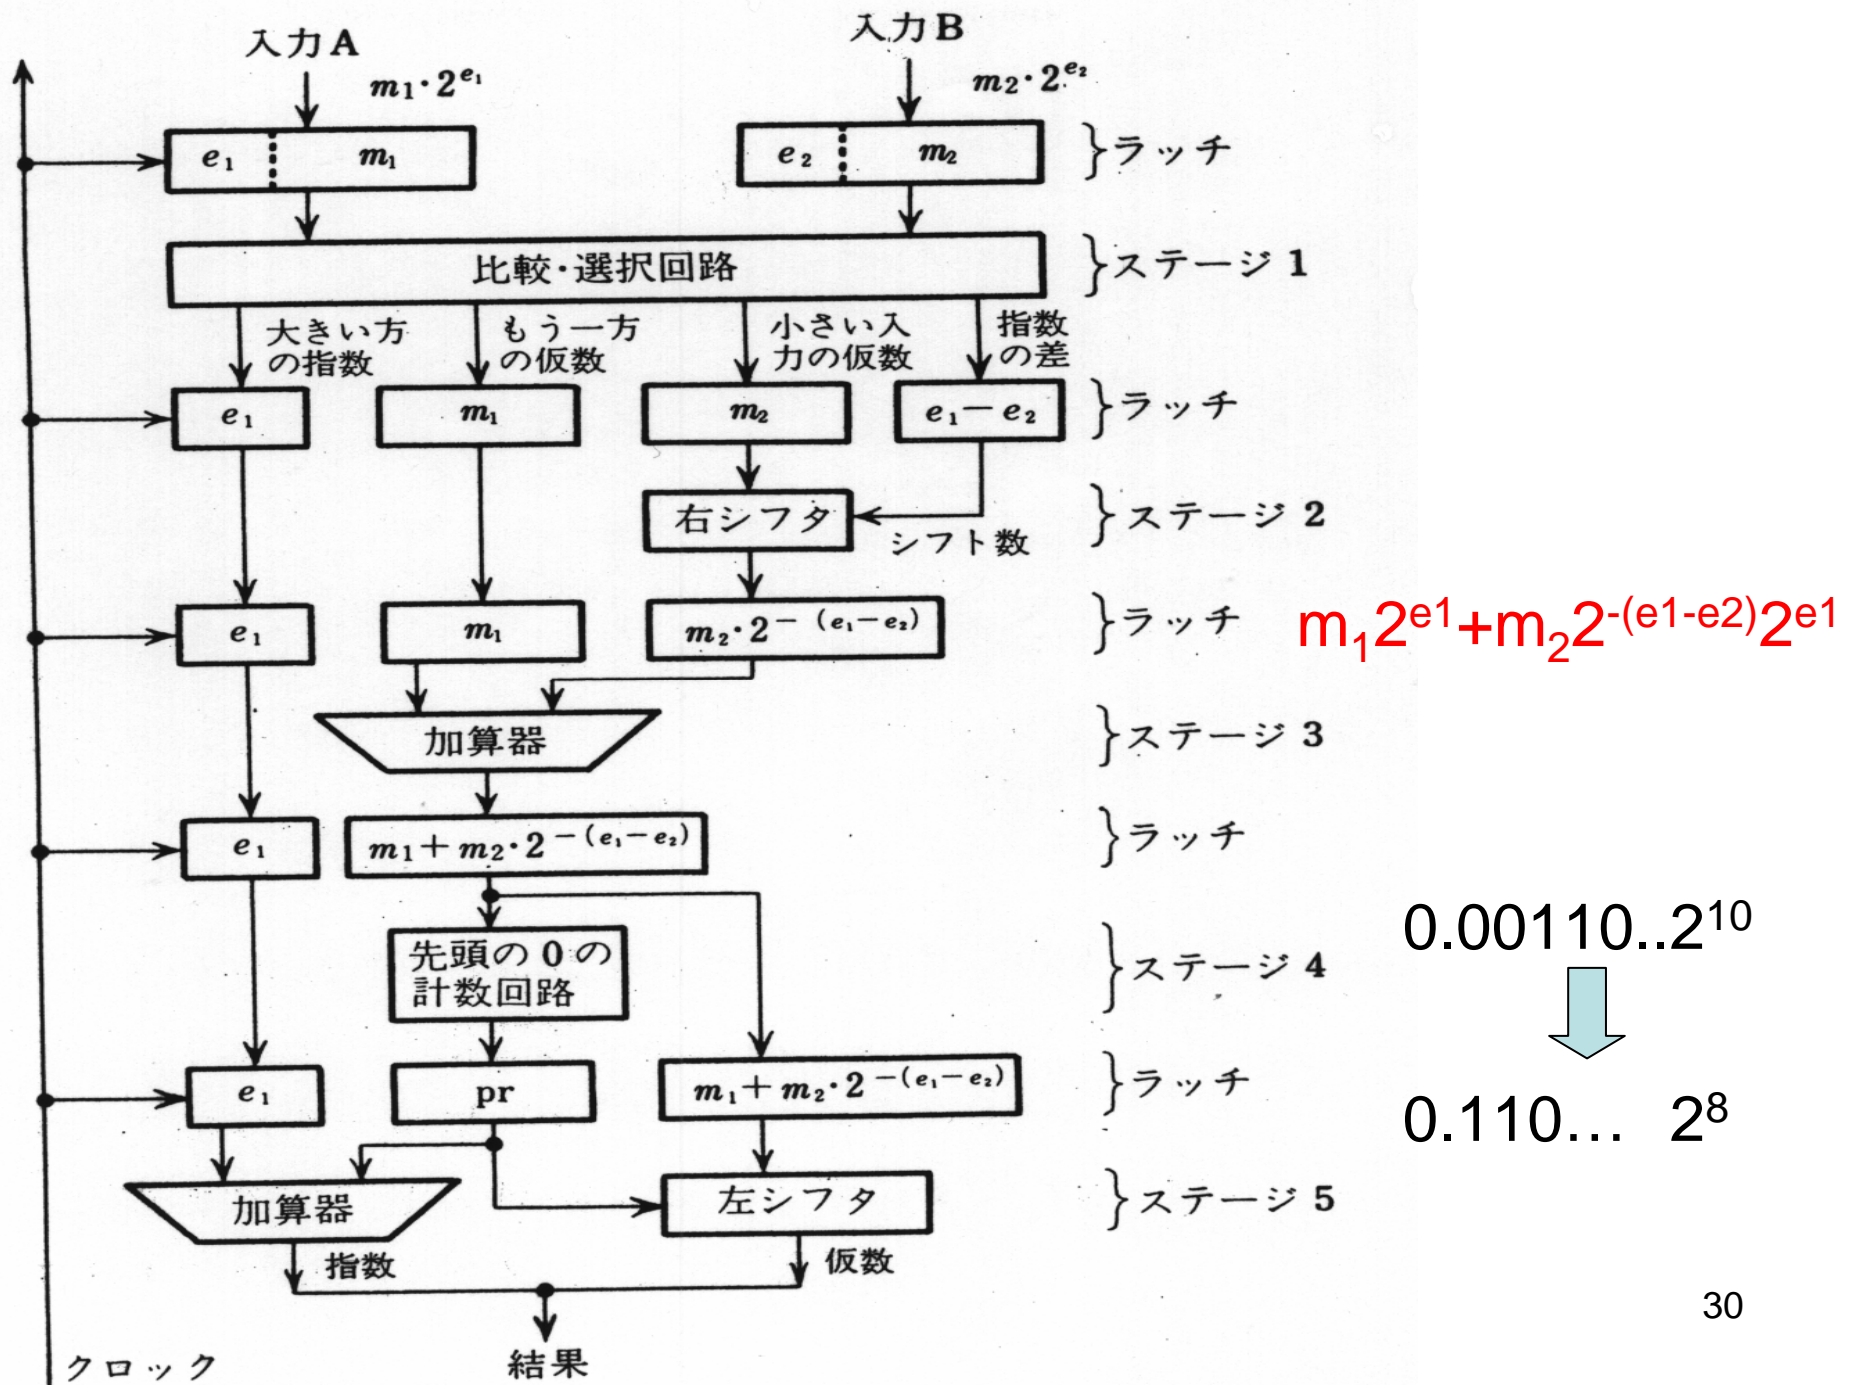 入力A
入力B
m₁·2^e₁
m₂·2^e₂
e₁ m₁
e₂ m₂
}ラッチ
比較·選択回路
}ステージ 1
大きい方
の指数
もう一方
の仮数
小さい入
力の仮数
指数
の差
e₁
m₁
m₂
e₁－e₂
}ラッチ
右シフタ
シフト数
}ステージ 2
e₁
m₁
m₂·2^－(e₁－e₂)
}ラッチ
m₁2^e1+m₂2^-(e1-e2)2^e1
加算器
}ステージ 3
e₁
m₁＋m₂·2^－(e₁－e₂)
}ラッチ
先頭の0の
計数回路
}ステージ 4
0.00110..2^10
e₁
pr
m₁＋m₂·2^－(e₁－e₂)
}ラッチ
0.110… 2^8
加算器
左シフタ
}ステージ 5
指数
仮数
結果
クロック
30